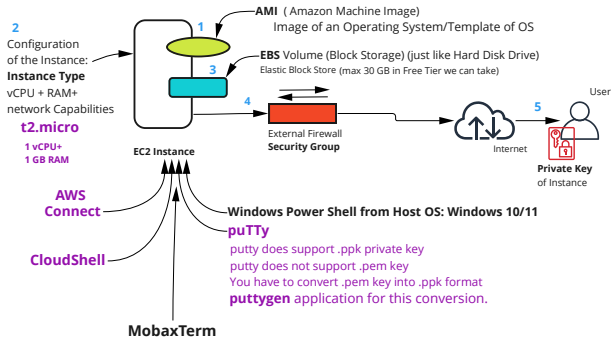 AMI ( Amazon Machine Image)
Image of an Operating System/Template of OS
1
2
Configuration
of the Instance:
Instance Type
vCPU + RAM+
network Capabilities
t2.micro
1 vCPU+
1 GB RAM
3
EBS Volume (Block Storage) (just like Hard Disk Drive)
Elastic Block Store (max 30 GB in Free Tier we can take)
4
External Firewall
Security Group
Internet
5
User
Private Key
of Instance
EC2 Instance
AWS
Connect
CloudShell
MobaxTerm
Windows Power Shell from Host OS: Windows 10/11
puTTy
putty does support .ppk private key
putty does not support .pem key
You have to convert .pem key into .ppk format
puttygen application for this conversion.